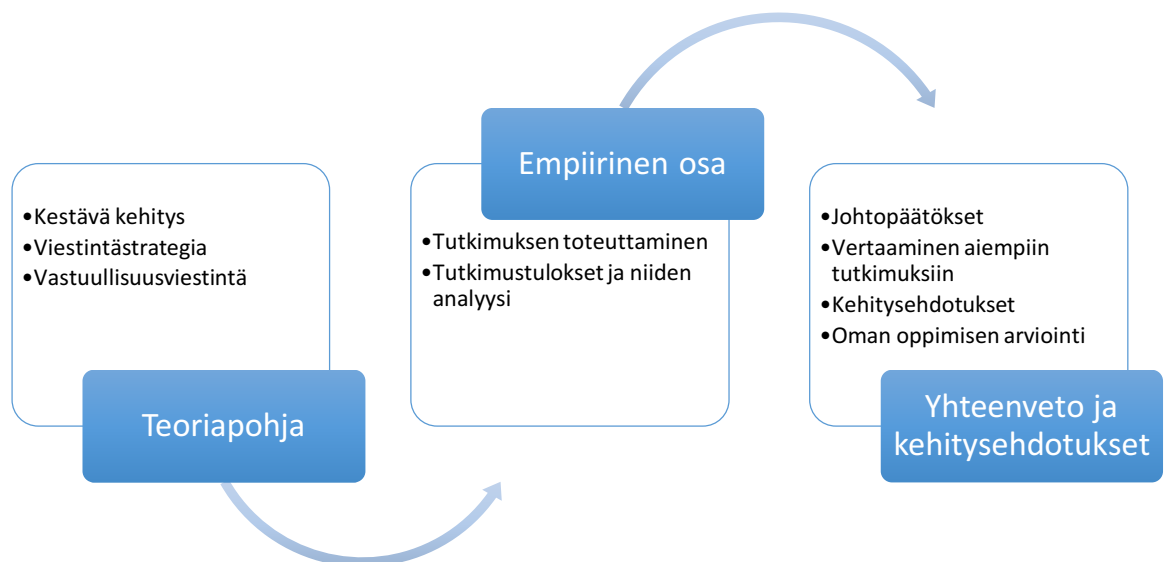 •Kestävä kehitys
•Viestintästrategia
•Vastuullisuusviestintä
Teoriapohja
Empiirinen osa
•Tutkimuksen toteuttaminen
•Tutkimustulokset ja niiden
analyysi
•Johtopäätökset
•Vertaaminen aiempiin
tutkimuksiin
•Kehitysehdotukset
•Oman oppimisen arviointi
Yhteenveto ja
kehitysehdotukset